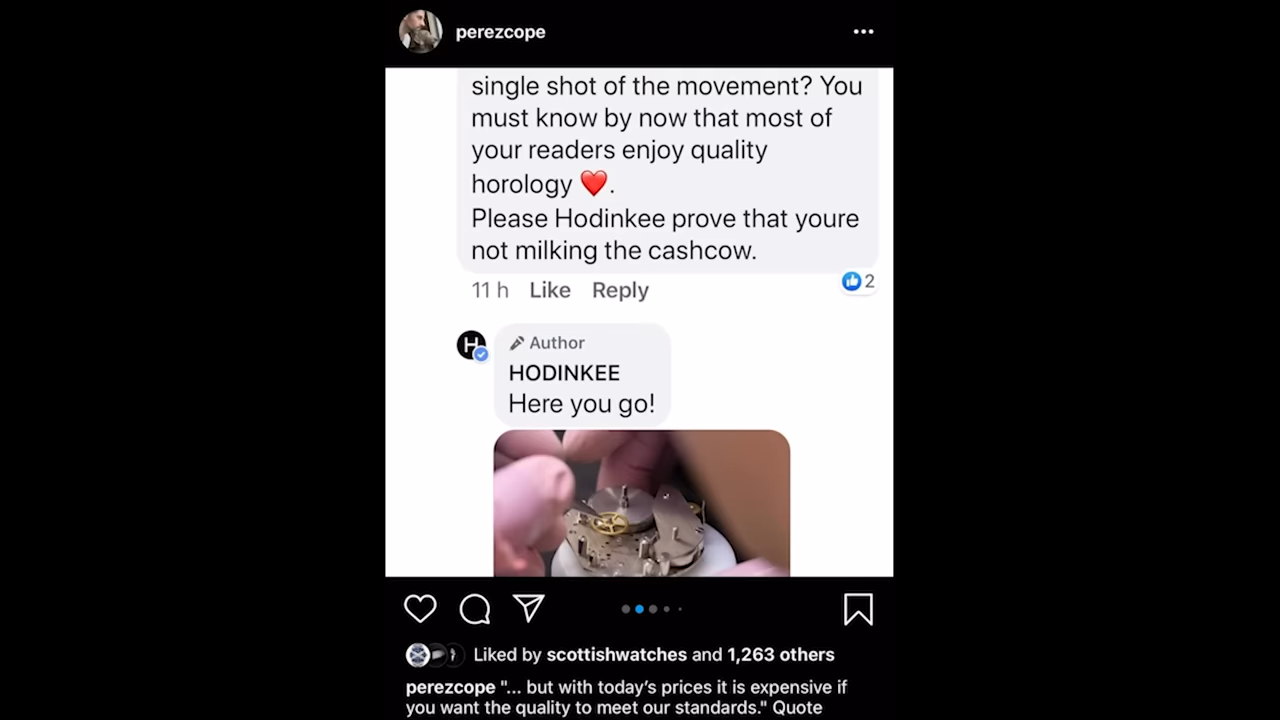 perezcope
single shot of the movement? You
must know by now that most of
your readers enjoy quality
horology ❤️.
Please Hodinkee prove that youre
not milking the cashcow.
11 h Like Reply 2
H
Author
HODINKEE
Here you go!
Liked by scottishwatches and 1,263 others
perezcope "... but with today's prices it is expensive if
you want the quality to meet our standards." Quote